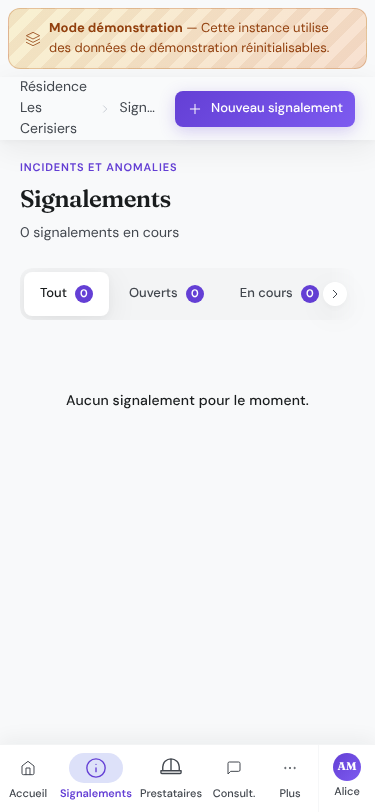 Mode démonstration — Cette instance utilise
des données de démonstration réinitialisables.
Résidence
Les
Cerisiers
Sign...
Nouveau signalement
INCIDENTS ET ANOMALIES
Signalements
0 signalements en cours
Tout 0 Ouverts 0 En cours 0
Aucun signalement pour le moment.
AM
Accueil Signalements Prestataires Consult. Plus Alice